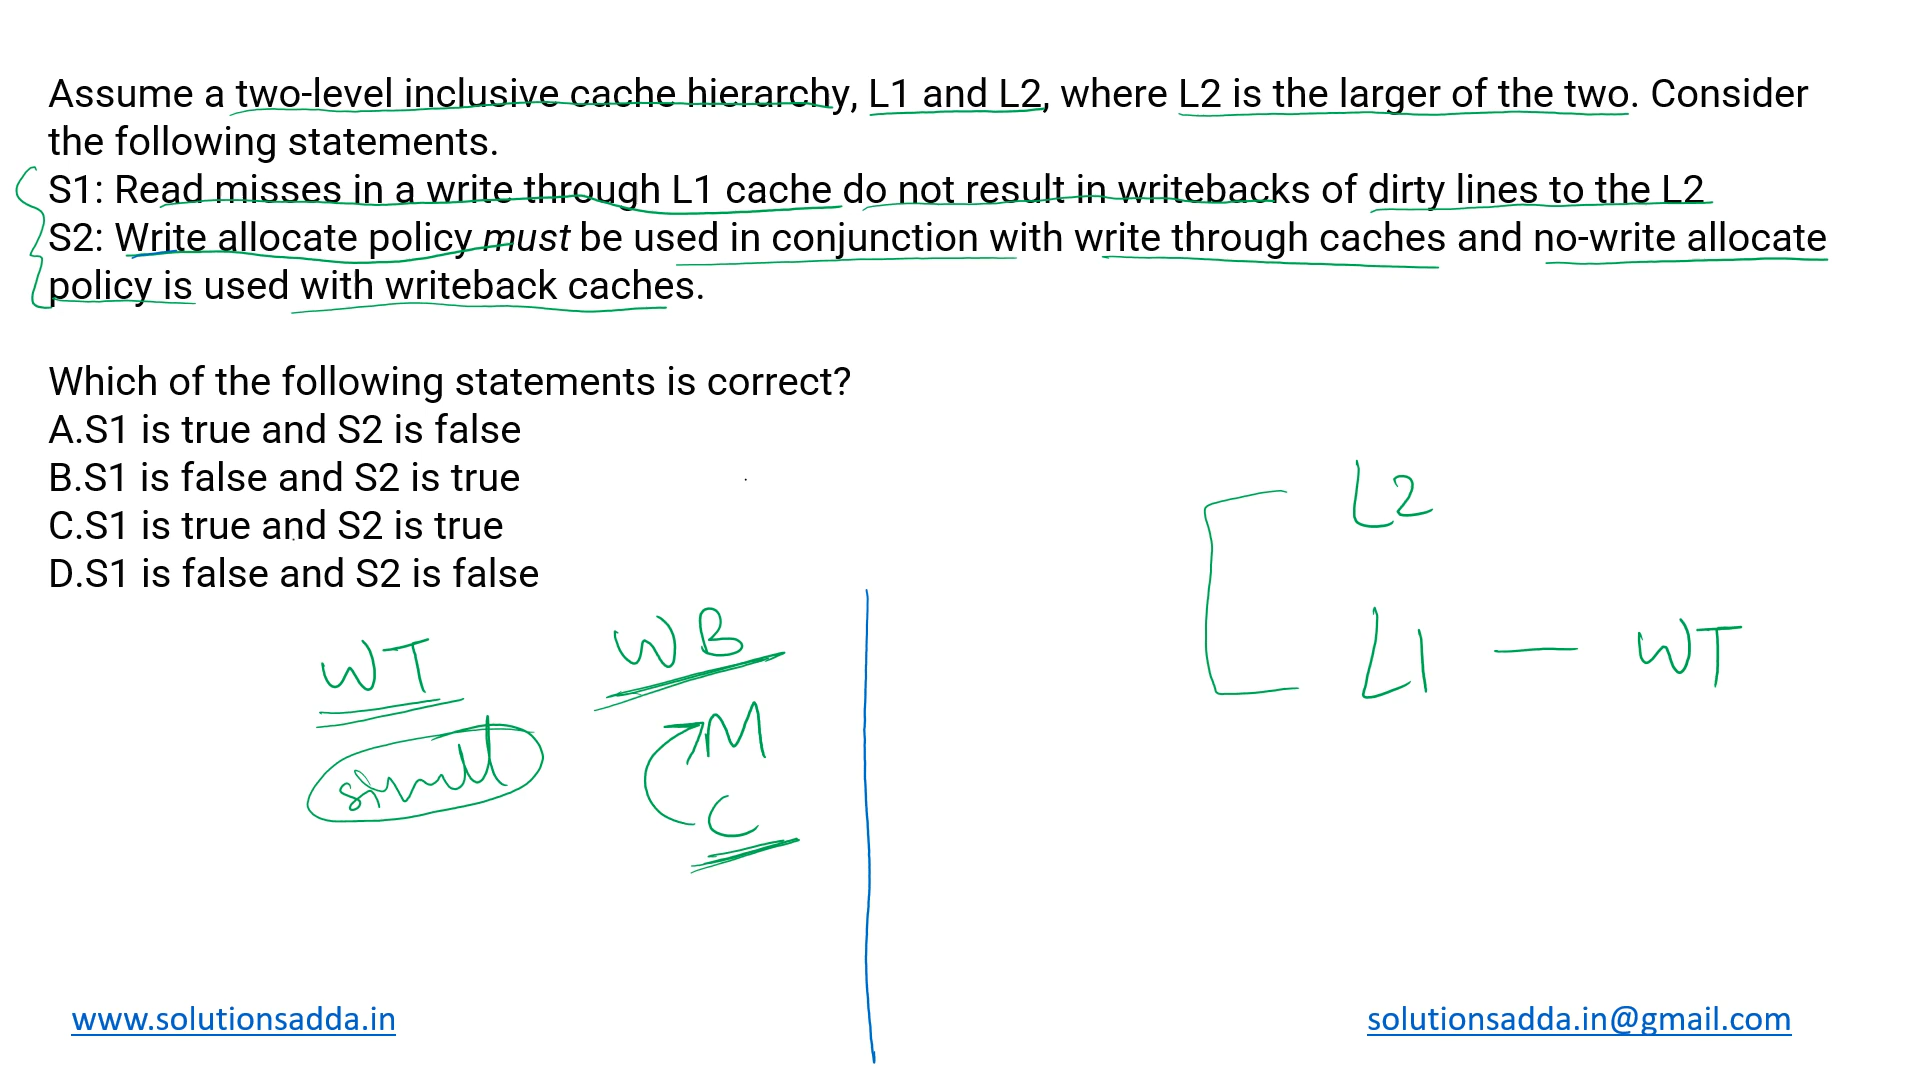 Assume a two-level inclusive cache hierarchy, L1 and L2, where L2 is the larger of the two. Consider
the following statements.
S1: Read misses in a write through L1 cache do not result in writebacks of dirty lines to the L2
S2: Write allocate policy must be used in conjunction with write through caches and no-write allocate
policy is used with writeback caches.
Which of the following statements is correct?
A.S1 is true and S2 is false
B.S1 is false and S2 is true
C.S1 is true and S2 is true
D.S1 is false and S2 is false
L2
L1 — WT
WT
WB
simult
M
C
www.solutionsadda.in
solutionsadda.in@gmail.com